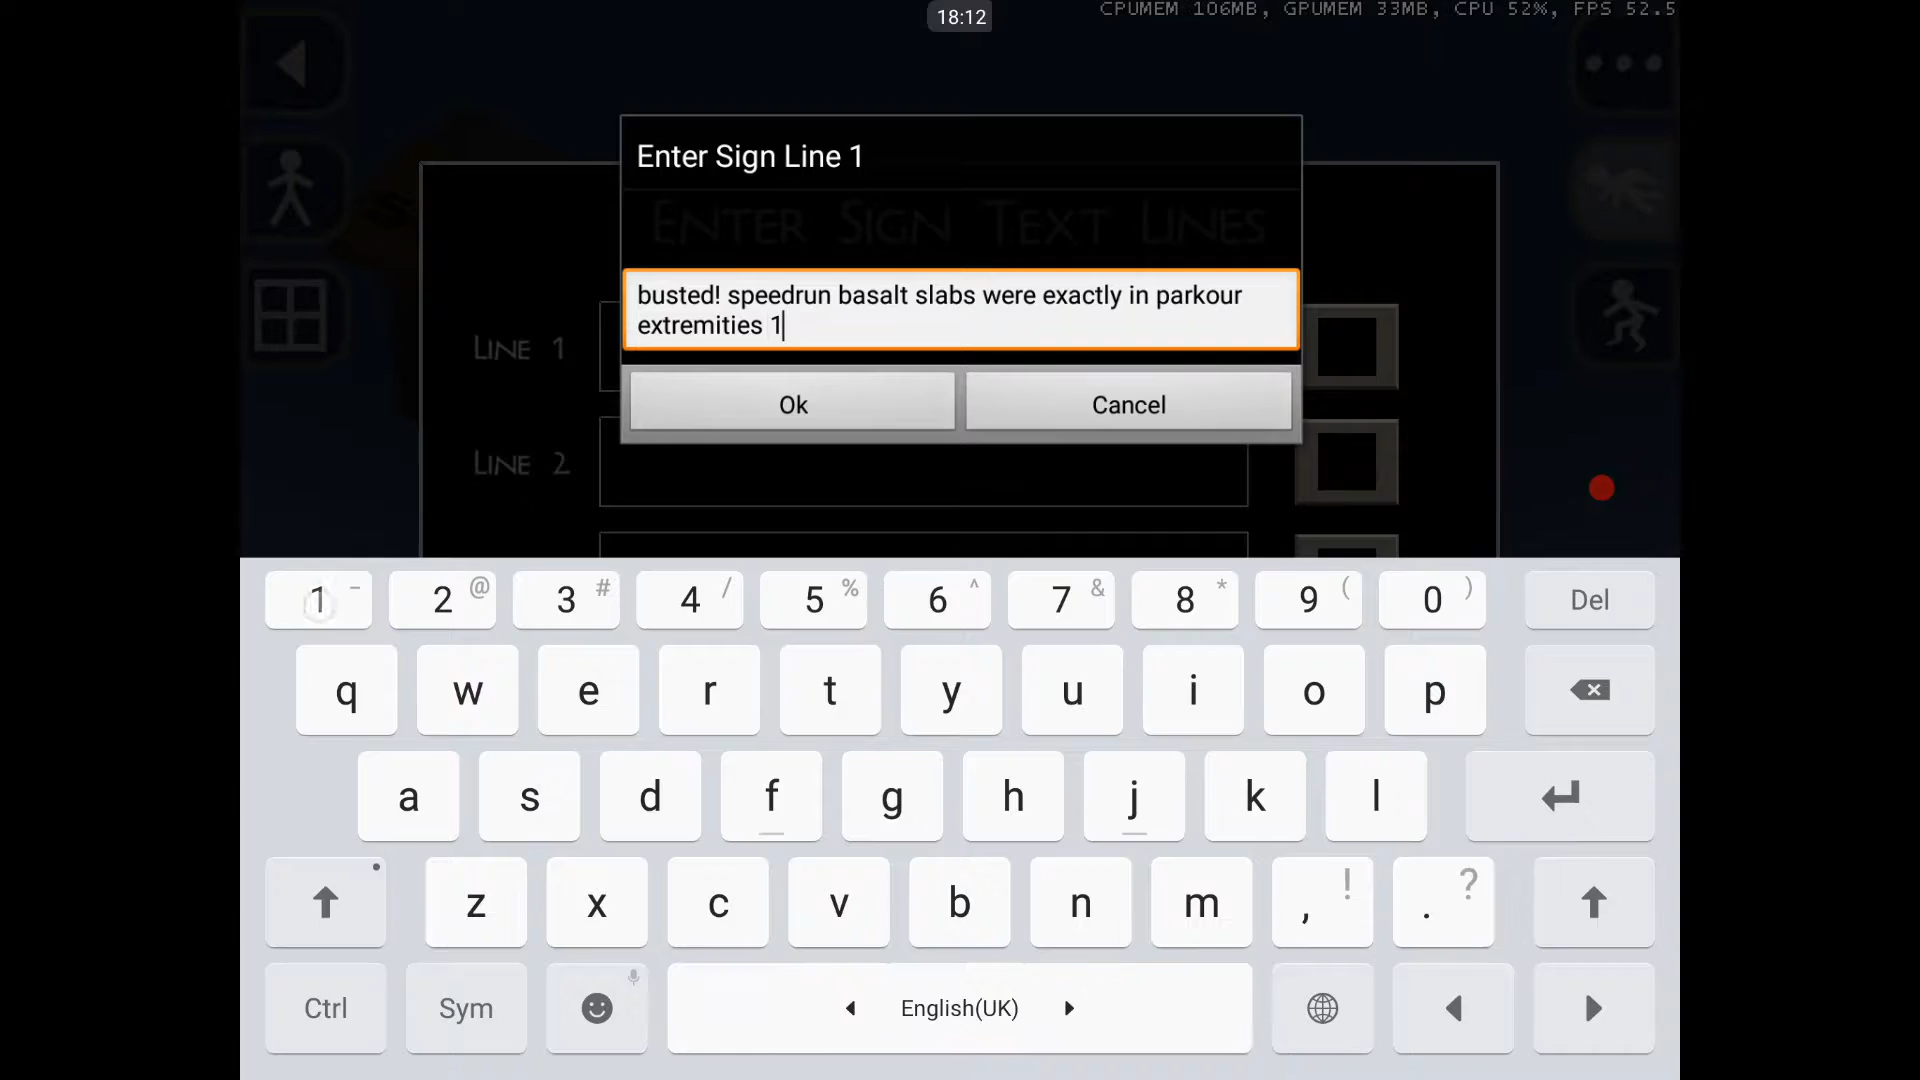 18:12
CPUMEM 106MB, GPUMEM 33MB, CPU 52%, FPS 52.5
Enter Sign Line 1
Enter Sign Text Lines
busted! speedrun basalt slabs were exactly in parkour
extremities 1
Line 1
Ok Cancel
Line 2
1 - 2 @ 3 # 4 / 5 % 6 ^ 7 & 8 * 9 ( 0 ) Del
q w e r t y u i o p
a s d f g h j k l
z x c v b n m , ! . ?
Ctrl Sym English(UK)